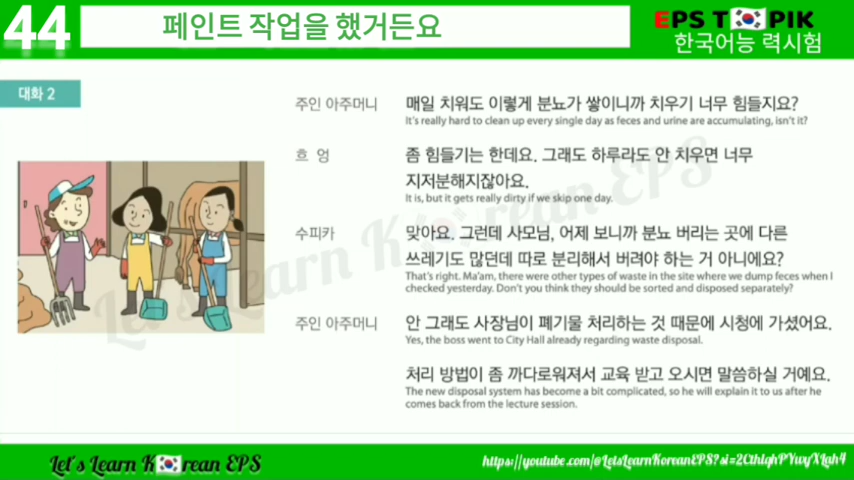 44
페인트 작업을 했거든요
EPS TOPIK
한국어능 력시험
대화 2
주인 아주머니
매일 치워도 이렇게 분뇨가 쌓이니까 치우기 너무 힘들지요?
It's really hard to clean up every single day as feces and urine are accumulating, isn't it?
흐 엉
좀 힘들기는 한데요. 그래도 하루라도 안 치우면 너무
지저분해지잖아요.
It is, but it gets really dirty if we skip one day.
수피카
맞아요. 그런데 사모님, 어제 보니까 분뇨 버리는 곳에 다른
쓰레기도 많던데 따로 분리해서 버려야 하는 거 아니에요?
That's right. Ma'am, there were other types of waste in the site where we dump feces when I
checked yesterday. Don't you think they should be sorted and disposed separately?
주인 아주머니
안 그래도 사장님이 폐기물 처리하는 것 때문에 시청에 가셨어요.
Yes, the boss went to City Hall already regarding waste disposal.
처리 방법이 좀 까다로워져서 교육 받고 오시면 말씀하실 거예요.
The new disposal system has become a bit complicated, so he will explain it to us after he
comes back from the lecture session.
Let's Learn Korean EPS
Let's Learn Korean EPS
https://youtube.com/@LetsLearnKoreanEPS?si=